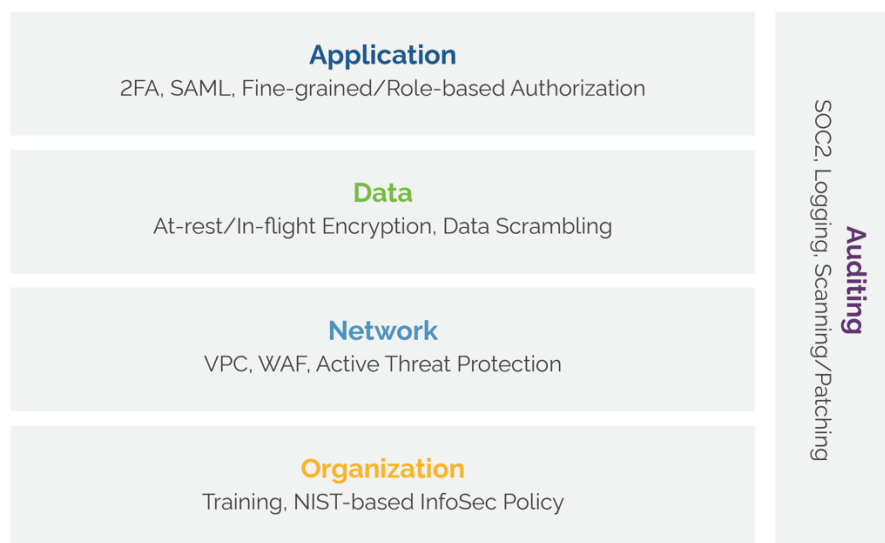 Application
2FA, SAML, Fine-grained/Role-based Authorization
Data
At-rest/In-flight Encryption, Data Scrambling
Network
VPC, WAF, Active Threat Protection
Organization
Training, NIST-based InfoSec Policy
Auditing
SOC2, Logging, Scanning/Patching